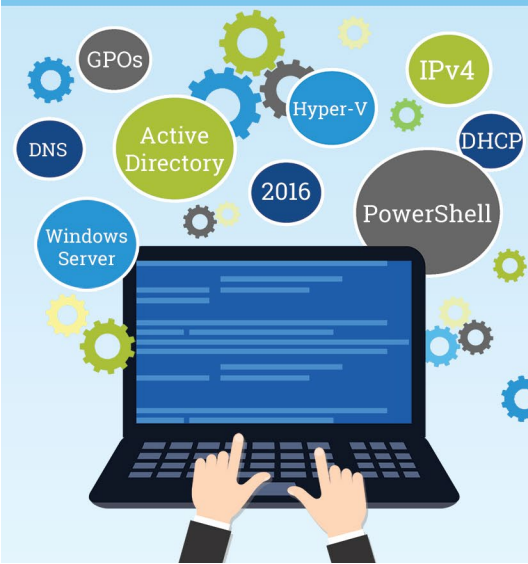 GPOs
IPv4
Hyper-V
DNS
Active
Directory
DHCP
2016
PowerShell
Windows
Server